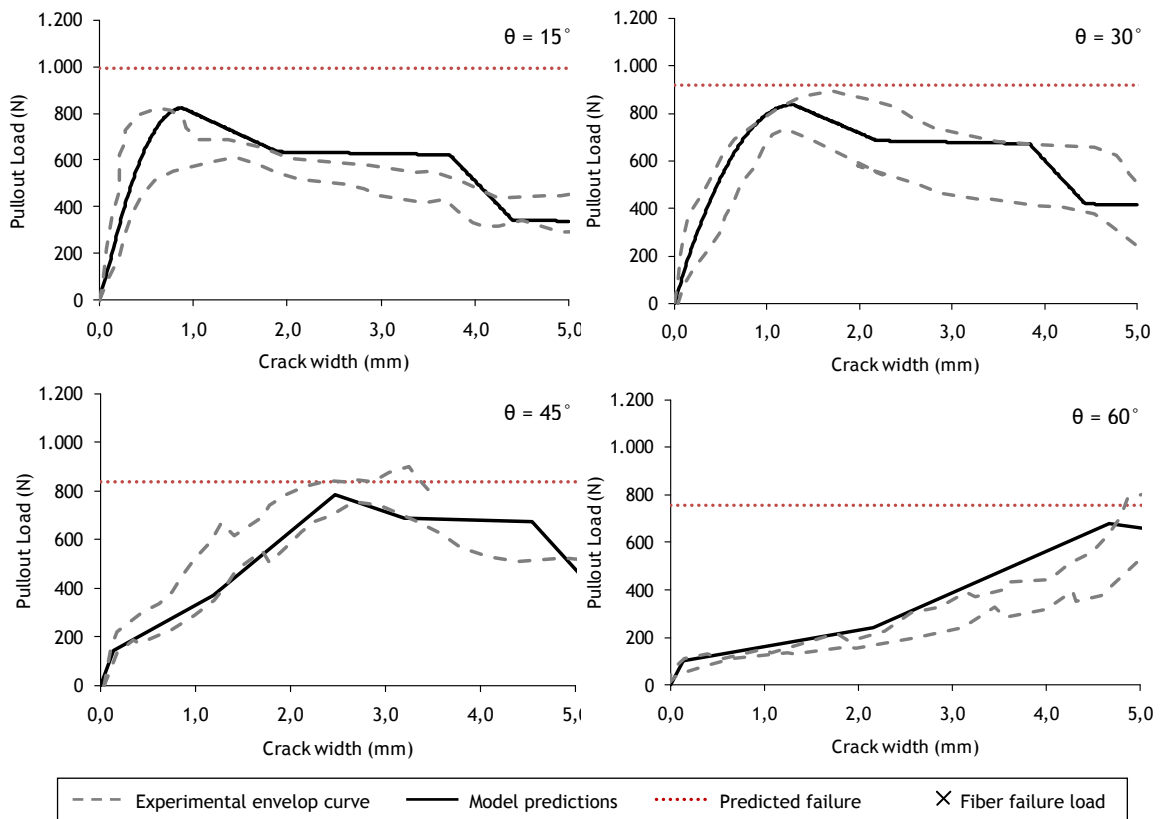 θ = 15°
Pullout Load (N)
1.200
1.000
800
600
400
200
0
0,0 1,0 2,0 3,0 4,0 5,0
Crack width (mm)
θ = 30°
Pullout Load (N)
1.200
1.000
800
600
400
200
0
0,0 1,0 2,0 3,0 4,0 5,0
Crack width (mm)
θ = 45°
Pullout Load (N)
1.200
1.000
800
600
400
200
0
0,0 1,0 2,0 3,0 4,0 5,0
Crack width (mm)
θ = 60°
Pullout Load (N)
1.200
1.000
800
600
400
200
0
0,0 1,0 2,0 3,0 4,0 5,0
Crack width (mm)
Experimental envelop curve Model predictions Predicted failure Fiber failure load